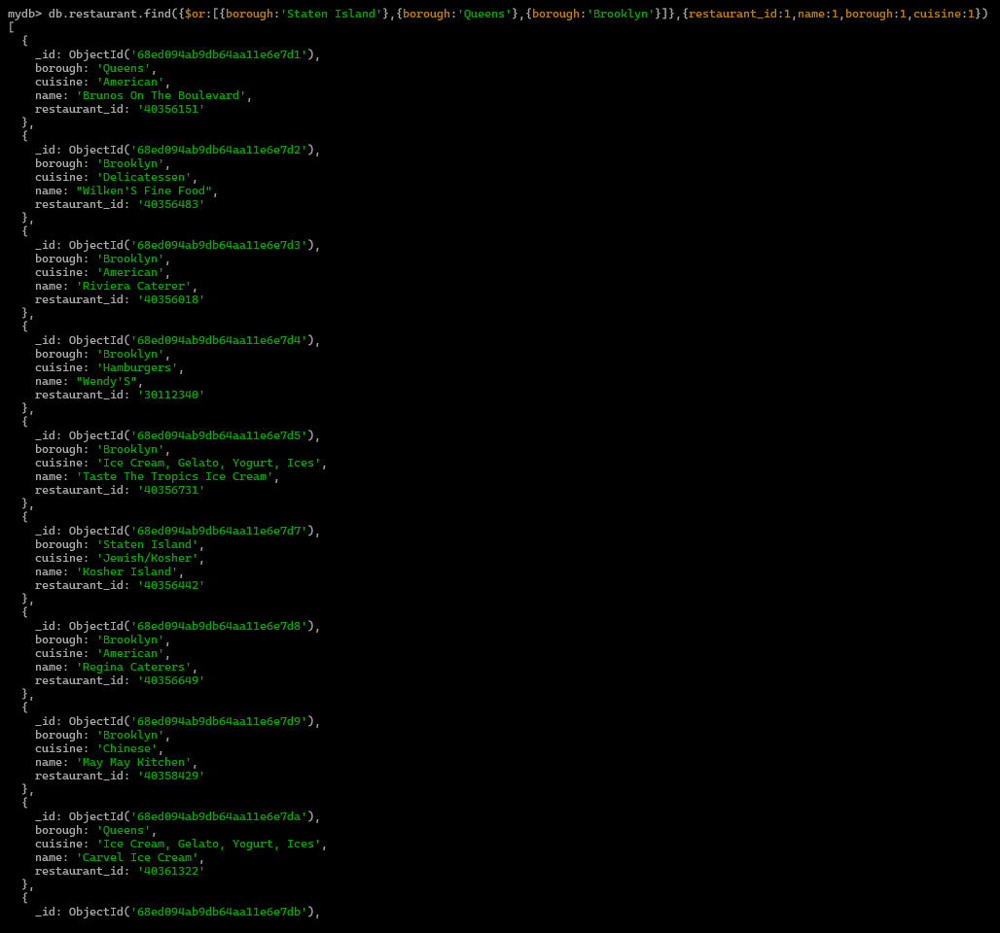 mydb> db.restaurant.find({$or:[{borough:'Staten Island'},{borough:'Queens'},{borough:'Brooklyn'}]},{restaurant_id:1,name:1,borough:1,cuisine:1})
[
  {
    _id: ObjectId('68ed094ab9db64aa11e6e7d1'),
    borough: 'Queens',
    cuisine: 'American',
    name: 'Brunos On The Boulevard',
    restaurant_id: '40356151'
  },
  {
    _id: ObjectId('68ed094ab9db64aa11e6e7d2'),
    borough: 'Brooklyn',
    cuisine: 'Delicatessen',
    name: "Wilken'S Fine Food",
    restaurant_id: '40356483'
  },
  {
    _id: ObjectId('68ed094ab9db64aa11e6e7d3'),
    borough: 'Brooklyn',
    cuisine: 'American',
    name: 'Riviera Caterer',
    restaurant_id: '40356018'
  },
  {
    _id: ObjectId('68ed094ab9db64aa11e6e7d4'),
    borough: 'Brooklyn',
    cuisine: 'Hamburgers',
    name: "Wendy'S",
    restaurant_id: '30112340'
  },
  {
    _id: ObjectId('68ed094ab9db64aa11e6e7d5'),
    borough: 'Brooklyn',
    cuisine: 'Ice Cream, Gelato, Yogurt, Ices',
    name: 'Taste The Tropics Ice Cream',
    restaurant_id: '40356731'
  },
  {
    _id: ObjectId('68ed094ab9db64aa11e6e7d7'),
    borough: 'Staten Island',
    cuisine: 'Jewish/Kosher',
    name: 'Kosher Island',
    restaurant_id: '40356442'
  },
  {
    _id: ObjectId('68ed094ab9db64aa11e6e7d8'),
    borough: 'Brooklyn',
    cuisine: 'American',
    name: 'Regina Caterers',
    restaurant_id: '40356649'
  },
  {
    _id: ObjectId('68ed094ab9db64aa11e6e7d9'),
    borough: 'Brooklyn',
    cuisine: 'Chinese',
    name: 'May May Kitchen',
    restaurant_id: '40358429'
  },
  {
    _id: ObjectId('68ed094ab9db64aa11e6e7da'),
    borough: 'Queens',
    cuisine: 'Ice Cream, Gelato, Yogurt, Ices',
    name: 'Carvel Ice Cream',
    restaurant_id: '40361322'
  },
  {
    _id: ObjectId('68ed094ab9db64aa11e6e7db'),